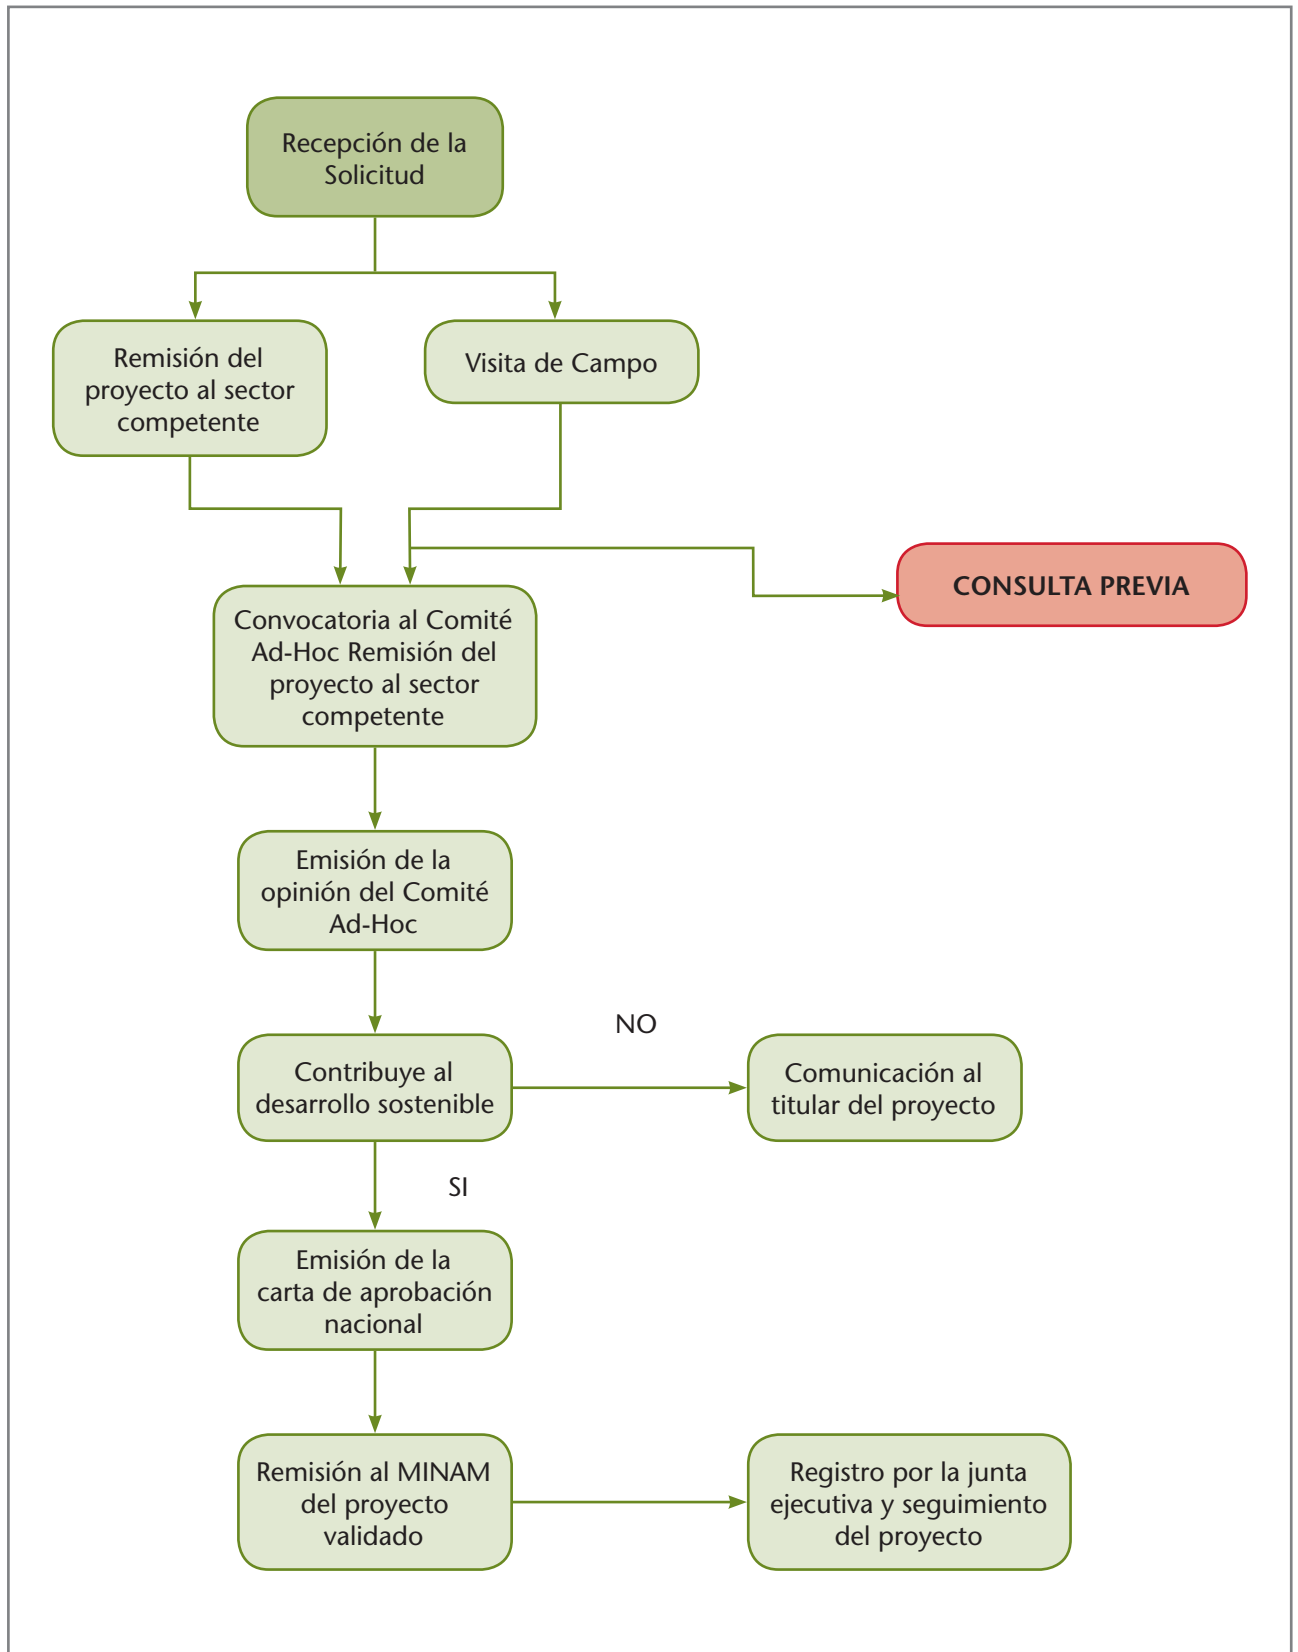 Recepción de la
Solicitud
Remisión del
proyecto al sector
competente
Visita de Campo
CONSULTA PREVIA
Convocatoria al Comité
Ad-Hoc Remisión del
proyecto al sector
competente
Emisión de la
opinión del Comité
Ad-Hoc
NO
Contribuye al
desarrollo sostenible
Comunicación al
titular del proyecto
SI
Emisión de la
carta de aprobación
nacional
Remisión al MINAM
del proyecto
validado
Registro por la junta
ejecutiva y seguimiento
del proyecto